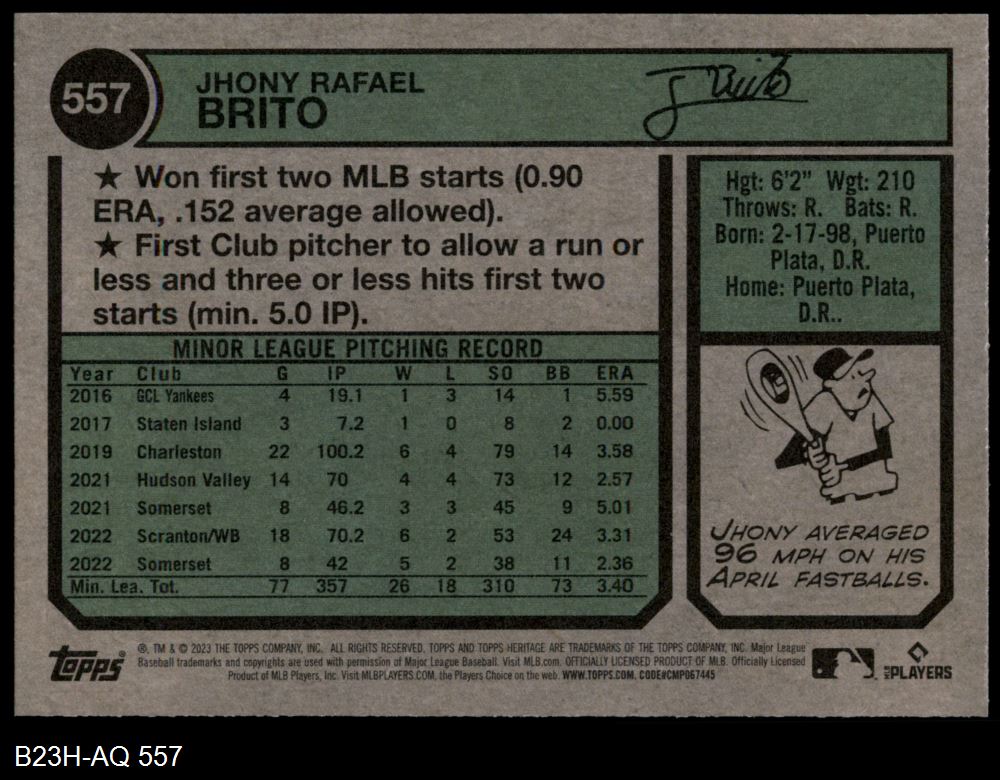 557
JHONY RAFAEL
BRITO
J Brito
★ Won first two MLB starts (0.90
ERA, .152 average allowed).
★ First Club pitcher to allow a run or
less and three or less hits first two
starts (min. 5.0 IP).
Hgt: 6'2" Wgt: 210
Throws: R. Bats: R.
Born: 2-17-98, Puerto
Plata, D.R.
Home: Puerto Plata,
D.R..
MINOR LEAGUE PITCHING RECORD
Year Club G IP W L SO BB ERA
2016 GCL Yankees 4 19.1 1 3 14 1 5.59
2017 Staten Island 3 7.2 1 0 8 2 0.00
2019 Charleston 22 100.2 6 4 79 14 3.58
2021 Hudson Valley 14 70 4 4 73 12 2.57
2021 Somerset 8 46.2 3 3 45 9 5.01
2022 Scranton/WB 18 70.2 6 2 53 24 3.31
2022 Somerset 8 42 5 2 38 11 2.36
Min. Lea. Tot. 77 357 26 18 310 73 3.40
JHONY AVERAGED
96 MPH ON HIS
APRIL FASTBALLS.
Topps
®, TM & © 2023 THE TOPPS COMPANY, INC. ALL RIGHTS RESERVED. TOPPS AND TOPPS HERITAGE ARE TRADEMARKS OF THE TOPPS COMPANY, INC. Major League
Baseball trademarks and copyrights are used with permission of Major League Baseball. Visit MLB.com. OFFICIALLY LICENSED PRODUCT OF MLB. Officially Licensed
Product of MLB Players, Inc. Visit MLBPLAYERS.COM, the Players Choice on the web. WWW.TOPPS.COM. CODE#CMP067445
MLB PLAYERS
B23H-AQ 557